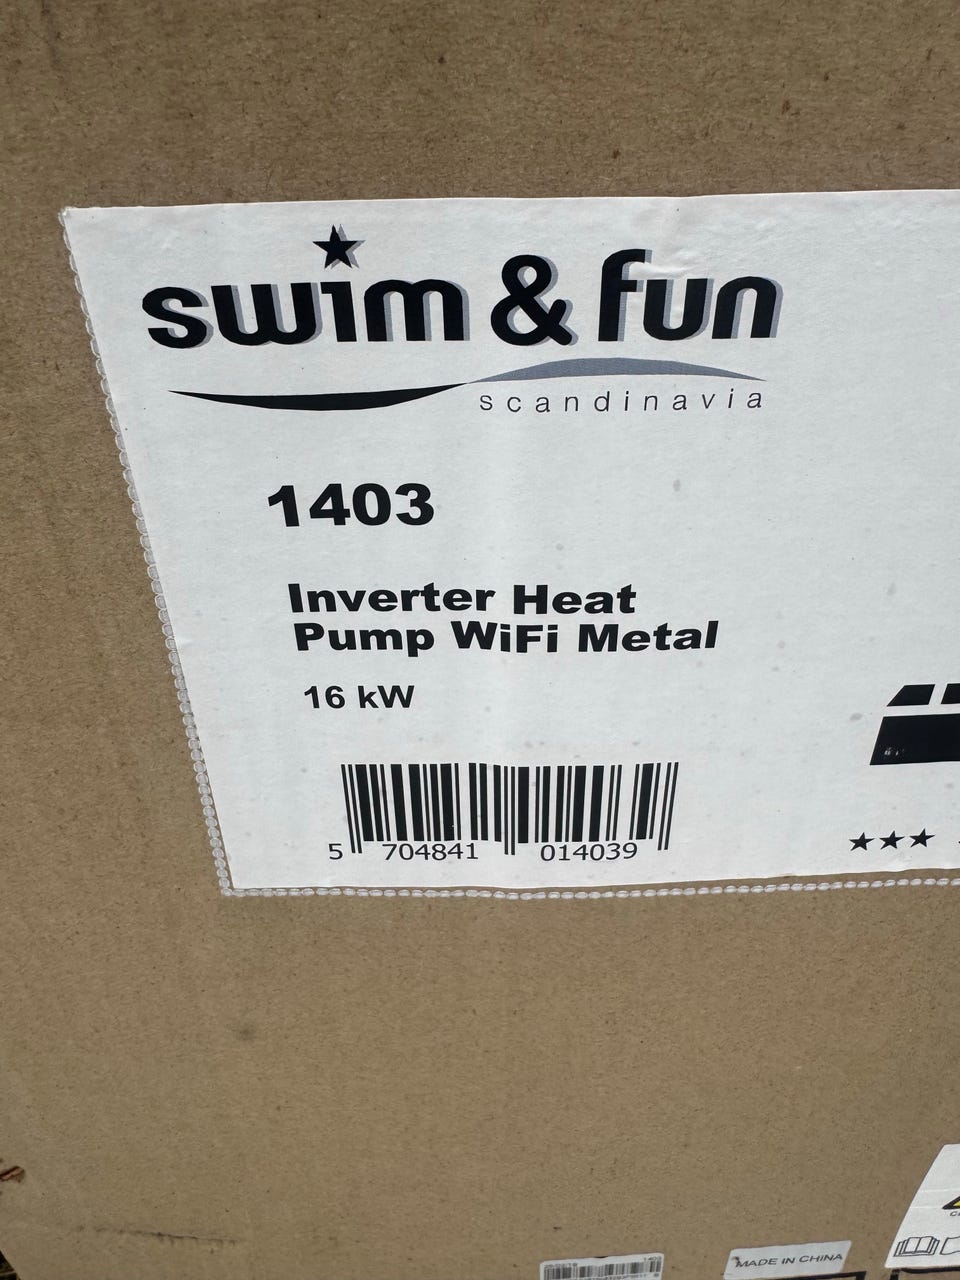 swim & fun
scandinavia
1403
Inverter Heat
Pump WiFi Metal
16 kW
5 704841 014039
MADE IN CHINA